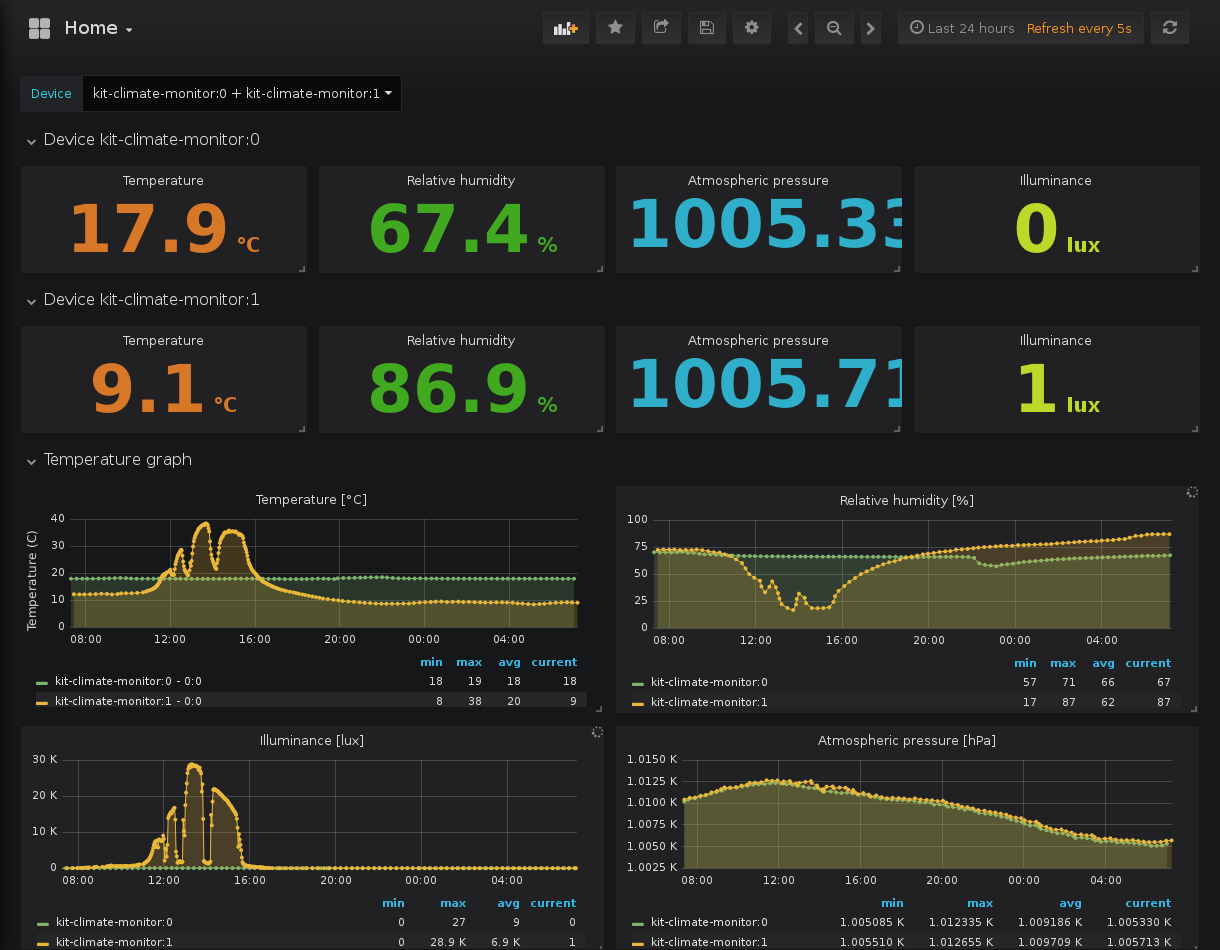 Home
Last 24 hours Refresh every 5s
Device kit-climate-monitor:0 + kit-climate-monitor:1
Device kit-climate-monitor:0
Temperature Relative humidity Atmospheric pressure Illuminance
17.9 °C 67.4 % 1005.33 0 lux
Device kit-climate-monitor:1
Temperature Relative humidity Atmospheric pressure Illuminance
9.1 °C 86.9 % 1005.71 1 lux
Temperature graph
Temperature [°C]
Temperature (C)
40
30
20
10
0
08:00 12:00 16:00 20:00 00:00 04:00
min max avg current
kit-climate-monitor:0 - 0:0 18 19 18 18
kit-climate-monitor:1 - 0:0 8 38 20 9
Relative humidity [%]
100
75
50
25
0
08:00 12:00 16:00 20:00 00:00 04:00
min max avg current
kit-climate-monitor:0 57 71 66 67
kit-climate-monitor:1 17 87 62 87
Illuminance [lux]
30 K
20 K
10 K
0
08:00 12:00 16:00 20:00 00:00 04:00
min max avg current
kit-climate-monitor:0 0 27 9 0
kit-climate-monitor:1 0 28.9 K 6.9 K 1
Atmospheric pressure [hPa]
1.0150 K
1.0125 K
1.0100 K
1.0075 K
1.0050 K
1.0025 K
08:00 12:00 16:00 20:00 00:00 04:00
min max avg current
kit-climate-monitor:0 1.005085 K 1.012335 K 1.009186 K 1.005330 K
kit-climate-monitor:1 1.005510 K 1.012655 K 1.009709 K 1.005713 K